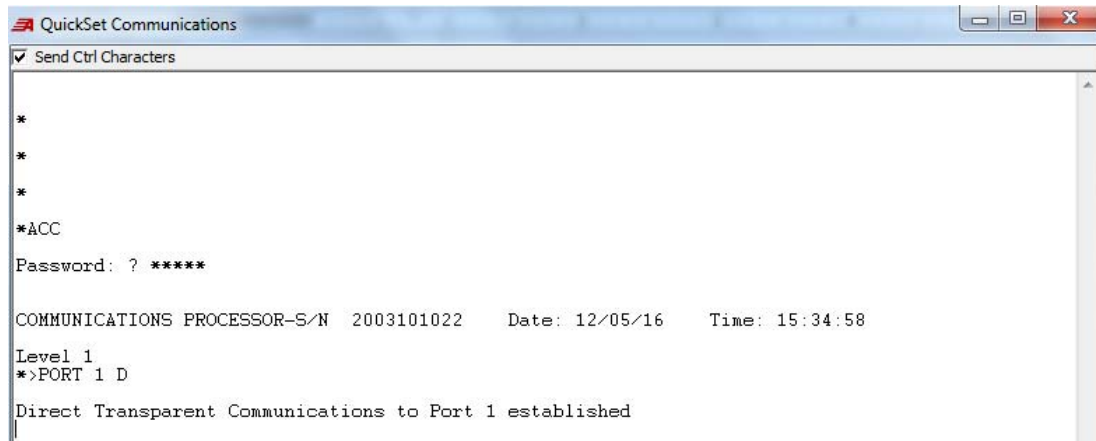 QuickSet Communications
Send Ctrl Characters
*
*
*
*ACC
Password: ? *****
COMMUNICATIONS PROCESSOR-S/N 2003101022 Date: 12/05/16 Time: 15:34:58
Level 1
*>PORT 1 D
Direct Transparent Communications to Port 1 established